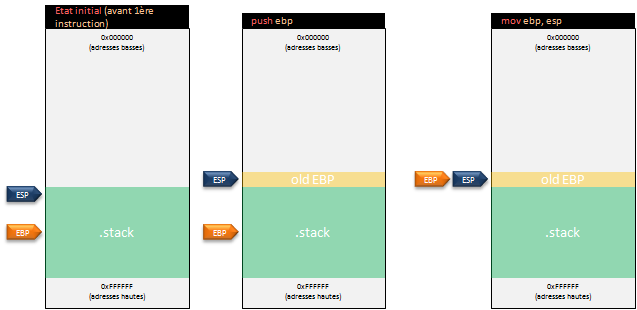 Etat initial (avant 1ère
instruction)
0x000000
(adresses basses)
ESP
EBP
.stack
0xFFFFFF
(adresses hautes)
push ebp
0x000000
(adresses basses)
ESP
old EBP
EBP
.stack
0xFFFFFF
(adresses hautes)
mov ebp, esp
0x000000
(adresses basses)
EBP
ESP
old EBP
.stack
0xFFFFFF
(adresses hautes)